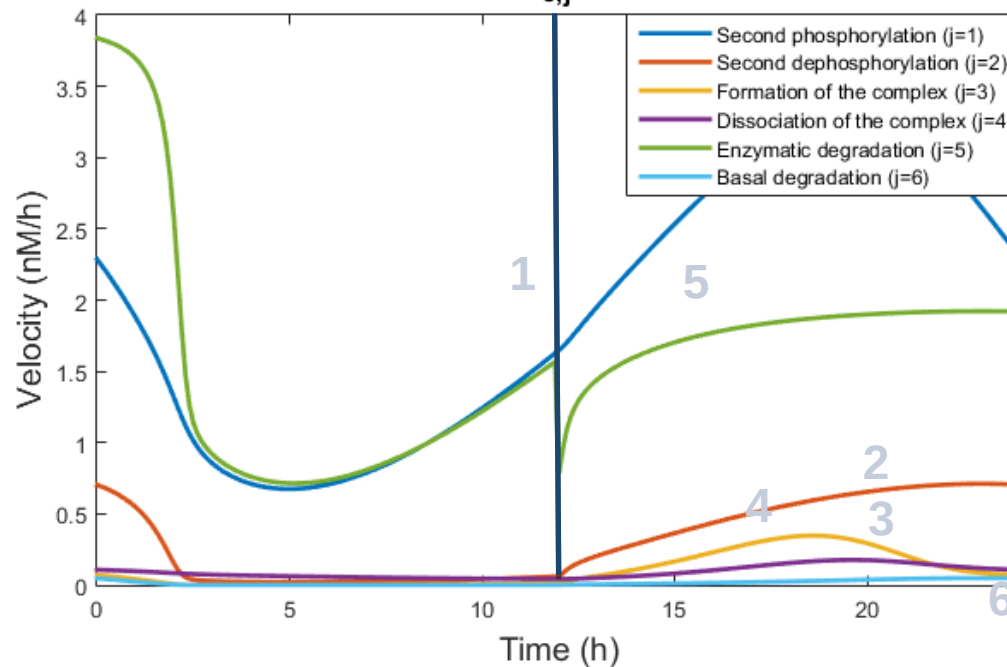 Velocity (nM/h)
4
3.5
3
2.5
2
1.5
1
0.5
0
0
5
10
15
20
Time (h)
Second phosphorylation (j=1)
Second dephosphorylation (j=2)
Formation of the complex (j=3)
Dissociation of the complex (j=4
Enzymatic degradation (j=5)
Basal degradation (j=6)
1
5
2
4
3
6